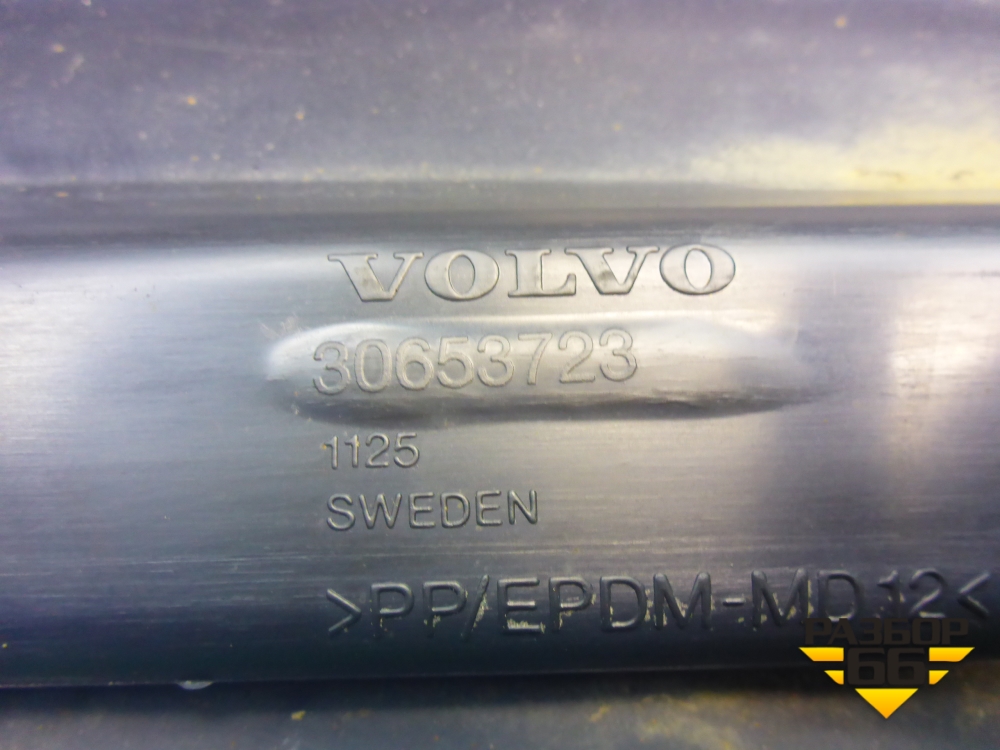 VOLVO
30653723
1125
SWEDEN
>PP/EPDM-MD12<
РАЗБОР
66